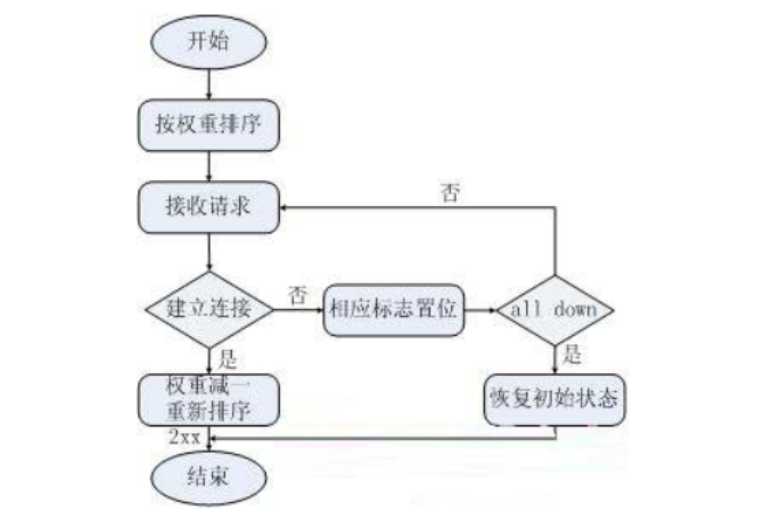 开始
按权重排序
接收请求
否
建立连接
否
相应标志置位
all down
是
是
权重减一
重新排序
恢复初始状态
2xx
结束